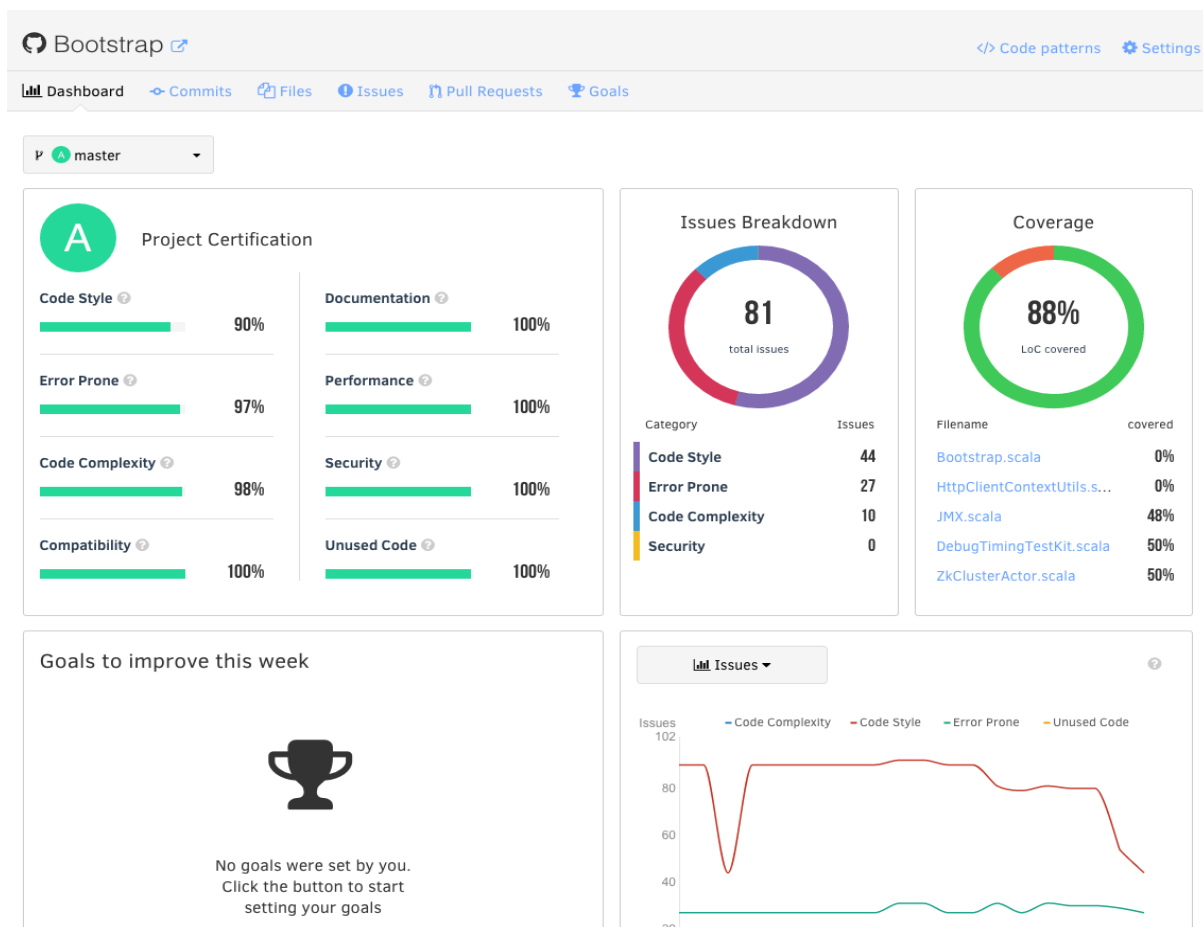 Bootstrap
</> Code patterns Settings
Dashboard Commits Files Issues Pull Requests Goals
A master
A Project Certification
Code Style ? 90%
Documentation ? 100%
Error Prone ? 97%
Performance ? 100%
Code Complexity ? 98%
Security ? 100%
Compatibility ? 100%
Unused Code ? 100%
Issues Breakdown
81
total issues
Category Issues
Code Style 44
Error Prone 27
Code Complexity 10
Security 0
Coverage
88%
LoC covered
Filename covered
Bootstrap.scala 0%
HttpClientContextUtils.s... 0%
JMX.scala 48%
DebugTimingTestKit.scala 50%
ZkClusterActor.scala 50%
Goals to improve this week
No goals were set by you.
Click the button to start
setting your goals
Issues ?
Issues Code Complexity Code Style Error Prone Unused Code
102
80
60
40